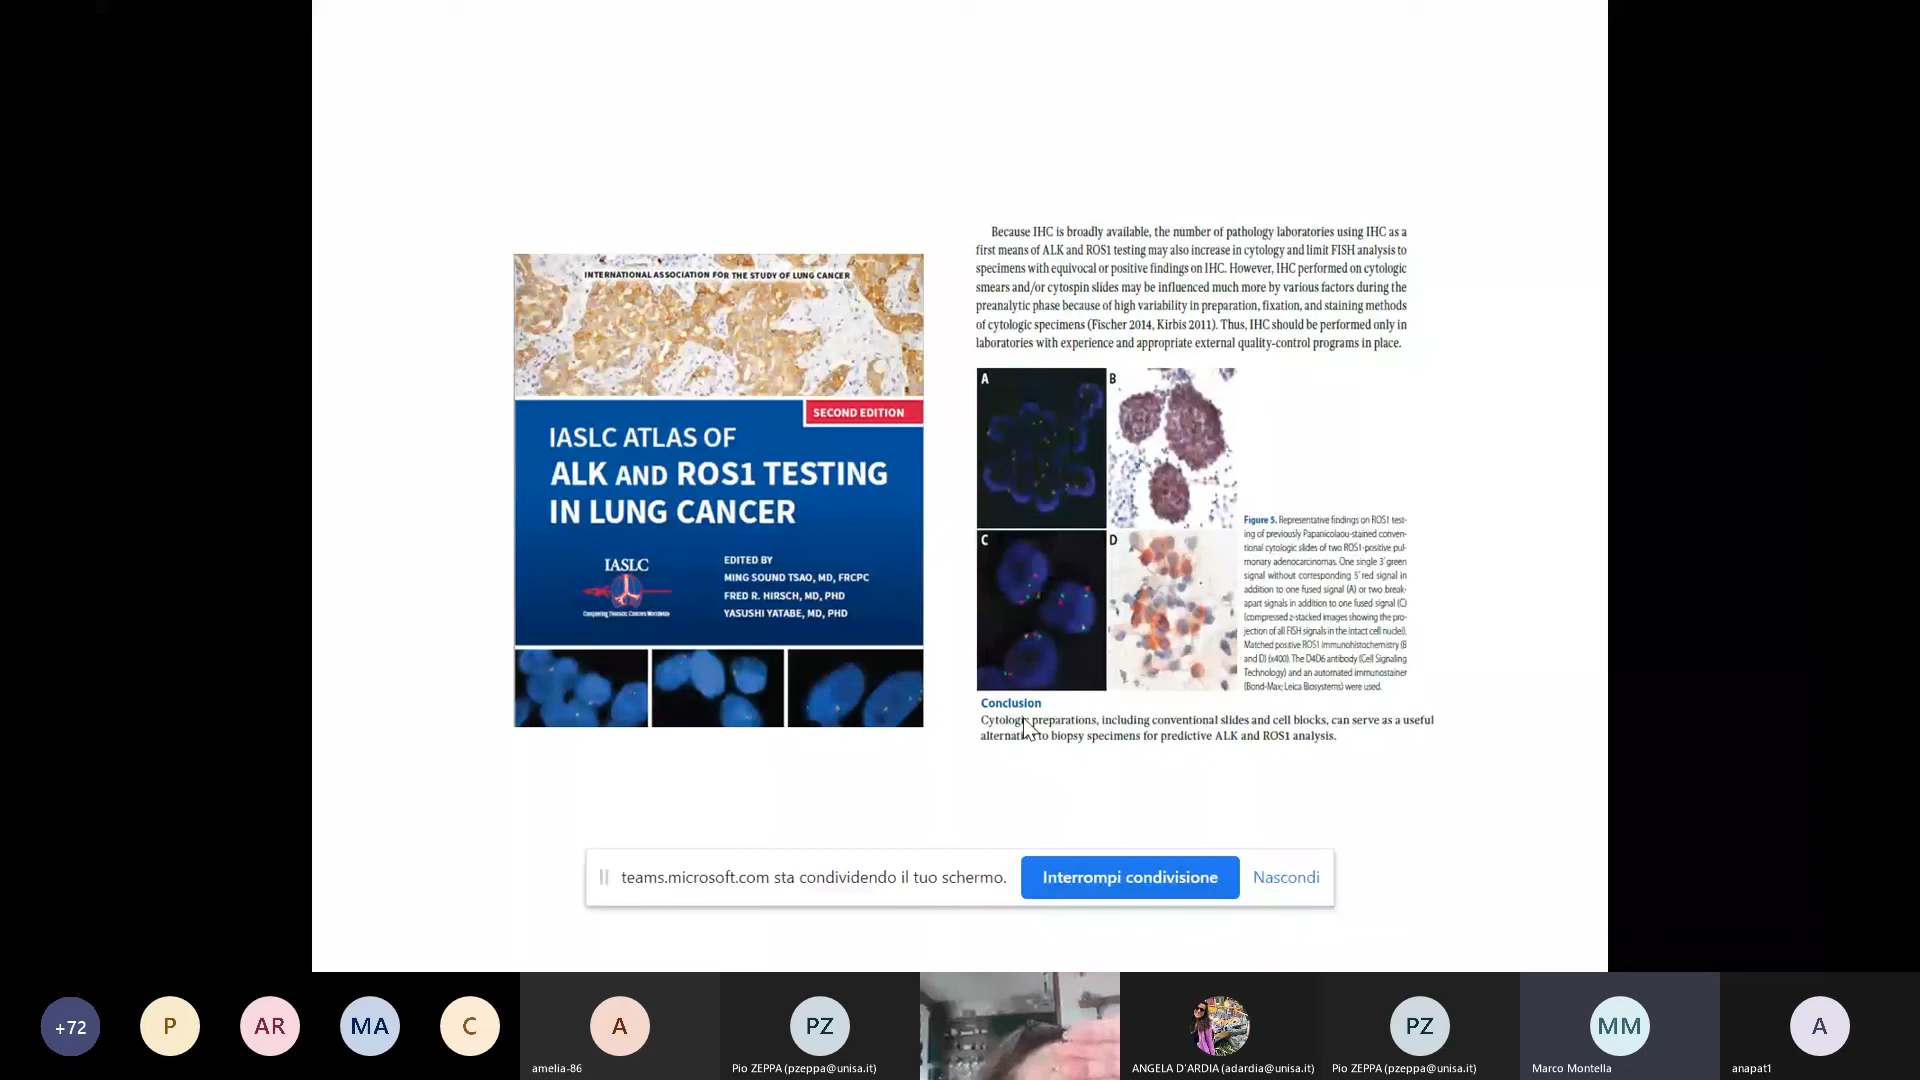 INTERNATIONAL ASSOCIATION FOR THE STUDY OF LUNG CANCER
SECOND EDITION
IASLC ATLAS OF
ALK AND ROS1 TESTING
IN LUNG CANCER
IASLC
Conquering Thoracic Cancers Worldwide
EDITED BY
MING SOUND TSAO, MD, FRCPC
FRED R. HIRSCH, MD, PHD
YASUSHI YATABE, MD, PHD
Because IHC is broadly available, the number of pathology laboratories using IHC as a
first means of ALK and ROS1 testing may also increase in cytology and limit FISH analysis to
specimens with equivocal or positive findings on IHC. However, IHC performed on cytologic
smears and/or cytospin slides may be influenced much more by various factors during the
preanalytic phase because of high variability in preparation, fixation, and staining methods
of cytologic specimens (Fischer 2014, Kirbis 2011). Thus, IHC should be performed only in
laboratories with experience and appropriate external quality-control programs in place.
A
B
C
D
Figure 5. Representative findings on ROS1 test-
ing of previously Papanicolaou-stained conven-
tional cytologic slides of two ROS1-positive pul-
monary adenocarcinomas. One single 3' green
signal without corresponding 5' red signal in
addition to one fused signal (A) or two break-
apart signals in addition to one fused signal (C)
(compressed z-stacked images showing the pro-
jection of all FISH signals in the intact cell nuclei).
Matched positive ROS1 immunohistochemistry (B
and D) (x400). The D4D6 antibody (Cell Signaling
Technology) and an automated immunostainer
(Bond-Max; Leica Biosystems) were used.
Conclusion
Cytologic preparations, including conventional slides and cell blocks, can serve as a useful
alternative to biopsy specimens for predictive ALK and ROS1 analysis.
teams.microsoft.com sta condividendo il tuo schermo.
Interrompi condivisione
Nascondi
+72
P
AR
MA
C
A
amelia-86
PZ
Pio ZEPPA (pzeppa@unisa.it)
ANGELA D'ARDIA (adardia@unisa.it)
PZ
Pio ZEPPA (pzeppa@unisa.it)
MM
Marco Montella
A
anapat1